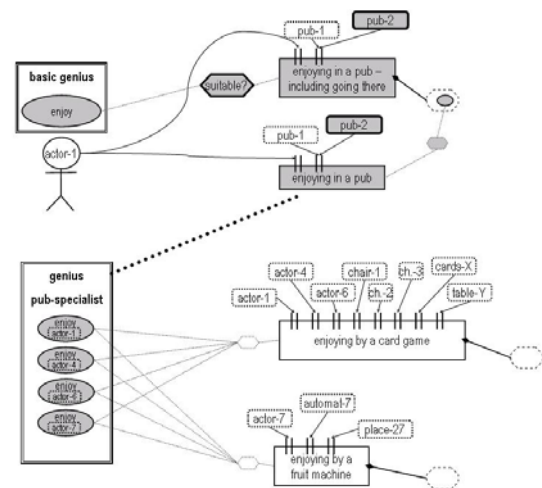 pub-1
pub-2
basic genius
enjoy
suitable?
enjoying in a pub –
including going there
actor-1
pub-1
pub-2
enjoying in a pub
genius
pub-specialist
enjoy
actor-1
enjoy
actor-4
enjoy
actor-6
enjoy
actor-7
actor-1
actor-4
actor-6
chair-1
ch.-2
ch.-3
cards-X
table-Y
enjoying by a card game
actor-7
automat-7
place-27
enjoying by a
fruit machine